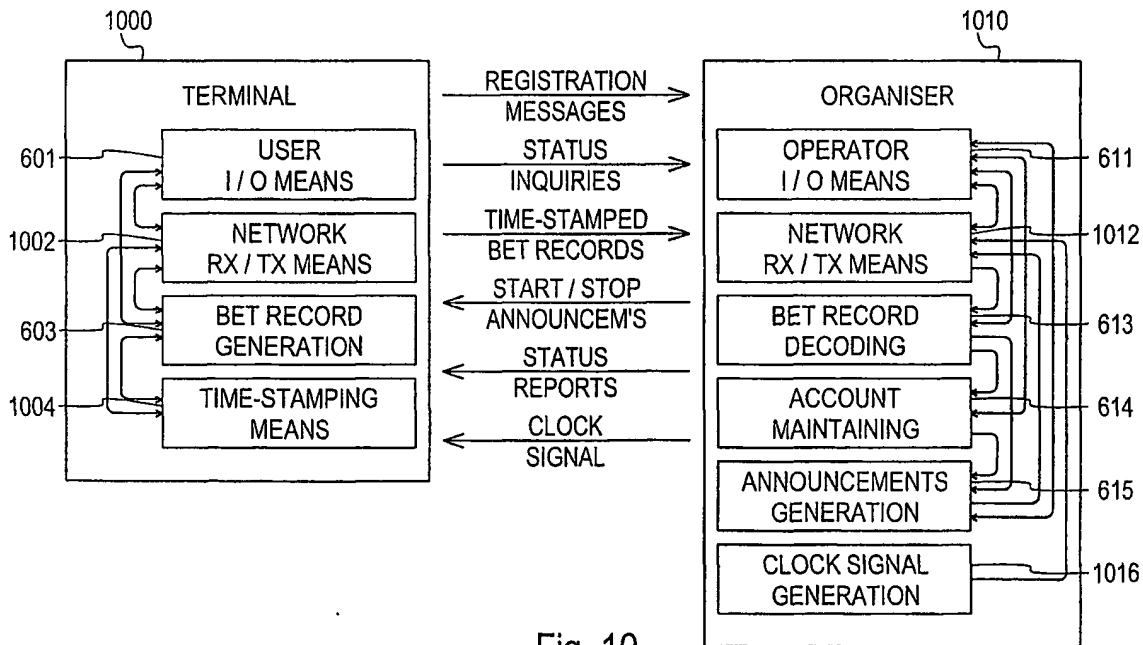 1000
1010
TERMINAL
ORGANISER
REGISTRATION
MESSAGES
STATUS
INQUIRIES
TIME-STAMPED
BET RECORDS
START / STOP
ANNOUNCEM'S
STATUS
REPORTS
CLOCK
SIGNAL
601
USER
I / O MEANS
1002
NETWORK
RX / TX MEANS
603
BET RECORD
GENERATION
1004
TIME-STAMPING
MEANS
OPERATOR
I / O MEANS
611
NETWORK
RX / TX MEANS
1012
BET RECORD
DECODING
613
ACCOUNT
MAINTAINING
614
ANNOUNCEMENTS
GENERATION
615
CLOCK SIGNAL
GENERATION
1016
Fig. 10